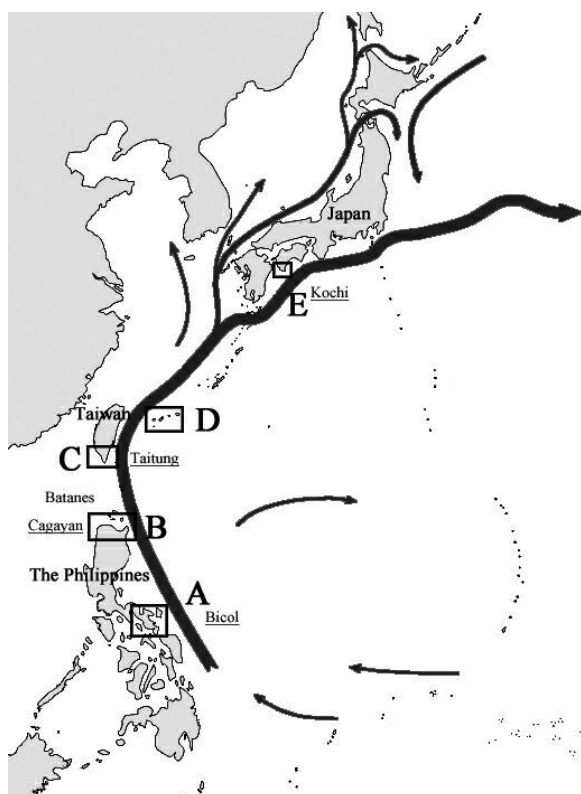 Japan
E
Kochi
Taiwan
D
C
Taitung
Batanes
Cagayan
B
The Philippines
A
Bicol